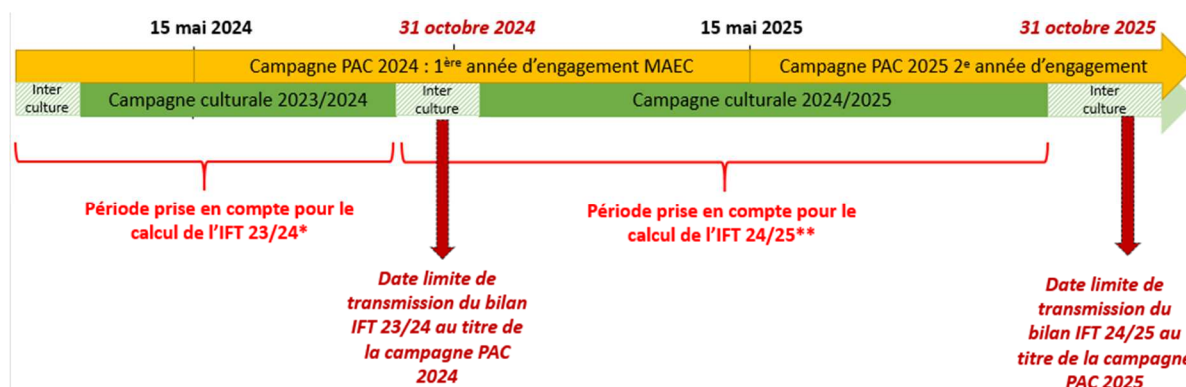 15 mai 2024
31 octobre 2024
15 mai 2025
31 octobre 2025
Campagne PAC 2024 : 1ère année d’engagement MAEC
Campagne PAC 2025 2e année d’engagement
Inter
culture
Campagne culturale 2023/2024
Inter
culture
Campagne culturale 2024/2025
Inter
culture
Période prise en compte pour le
calcul de l’IFT 23/24*
Période prise en compte pour le
calcul de l’IFT 24/25**
Date limite de
transmission du bilan
IFT 23/24 au titre de
la campagne PAC
2024
Date limite de
transmission du
bilan IFT 24/25 au
titre de la campagne
PAC 2025